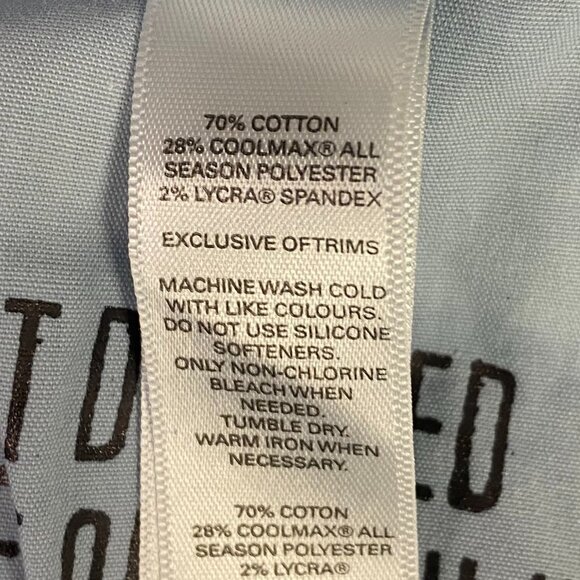 70% COTTON
28% COOLMAX® ALL
SEASON POLYESTER
2% LYCRA® SPANDEX
EXCLUSIVE OFTRIMS
MACHINE WASH COLD
WITH LIKE COLOURS.
DO NOT USE SILICONE
SOFTENERS.
ONLY NON-CHLORINE
BLEACH WHEN
NEEDED.
TUMBLE DRY.
WARM IRON WHEN
NECESSARY.
70% COTON
28% COOLMAX® ALL
SEASON POLYESTER
2% LYCRA®